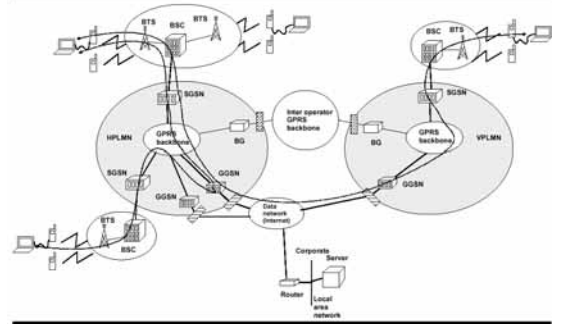 BTS
BSC
BTS
BSC
BTS
SGSN
SGSN
Inter operator
GPRS
backbone
HPLMN
GPRS
backbone
BG
BG
GPRS
backbone
VPLMN
SGSN
GGSN
GGSN
GGSN
BTS
BSC
Data
network
(Internet)
Corporate
Server
Router
Local
area
network